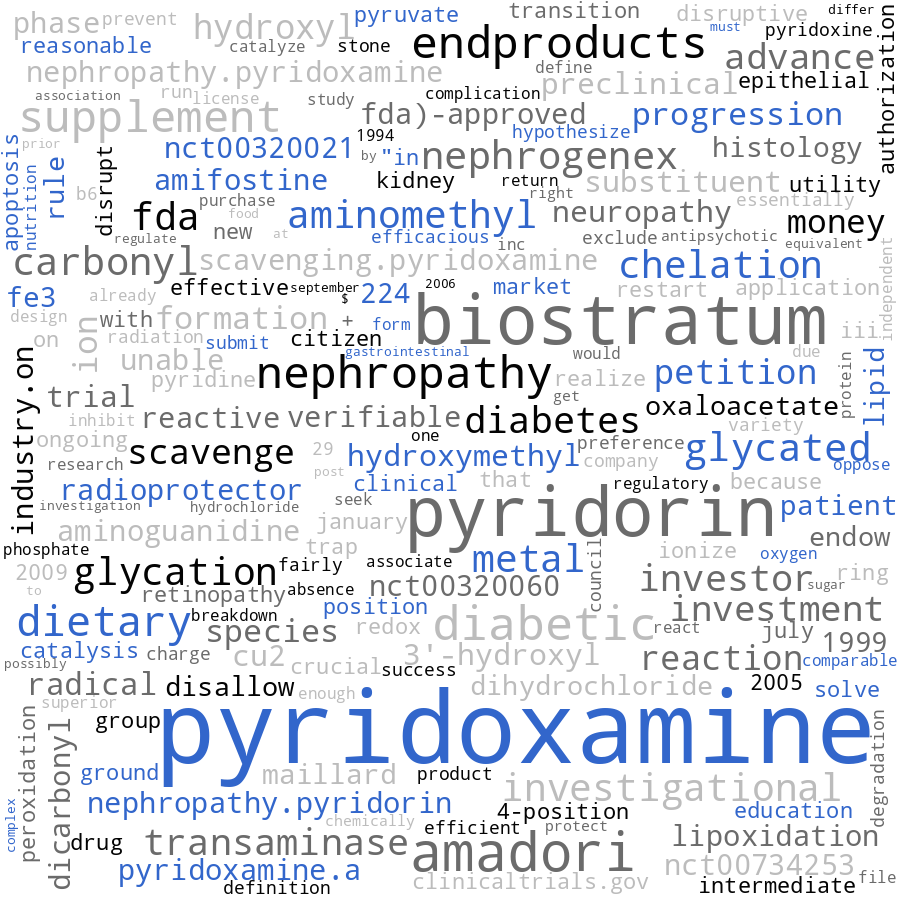 phase
prevent
hydroxyl
pyruvate
transition
disruptive
differ
must
pyridoxine
reasonable
catalyze
stone
endproducts
advance
authorization
nephropathy.pyridoxamine
define
preclinical
epithelial
association
run
license
study
complication
supplement
fda)-approved
progression
1994
hypothesize
prior
nct00320021
by
"in
nephrogenex
histology
apoptosis
nutrition
rule
disrupt
amifostine
kidney
return
substituent
utility
b6
purchase
right
essentially
fda
food
aminomethyl
neuropathy
money
regulate
new
at
efficacious
inc
exclude
antipsychotic
equivalent
carbonyl
scavenging.pyridoxamine
chelation
independent
fe3
already
effective
september
$
224
2006
market
restart
application
design
with
formation
+
form
biostratum
iii
on
ion
radiation
submit
citizen
gastrointestinal
would
due
unable
pyridine
nephropathy
realize
petition
protein
lipid
industry.on
trial
get
oxaloacetate
inhibit
reactive
verifiable
diabetes
variety
ongoing
one
preference
scavenge
29
hydroxymethyl
company
glycated
research
post
oppose
radioprotector
clinical
that
regulatory
because
investigation
hydrochloride
seek
pyridorin
patient
aminoguanidine
january
endow
phosphate
trap
council
ionize
oxygen
2009
glycation
fairly
associate
metal
ring
to
retinopathy
absence
nct00320060
investor
sugar
dietary
breakdown
position
investment
species
redox
diabetic
react
july
1999
catalysis
charge
cu2
3'-hydroxyl
reaction
comparable
possibly
crucial
success
radical
disallow
enough
dihydrochloride
2005
solve
superior
group
pyridoxamine
peroxidation
dicarbonyl
ground
maillard
product
investigational
degradation
complex
nephropathy.pyridorin
4-position
education
chemically
efficient
protect
drug
transaminase
amadori
lipoxidation
pyridoxamine.a
nct00734253
definition
clinicaltrials.gov
intermediate
file